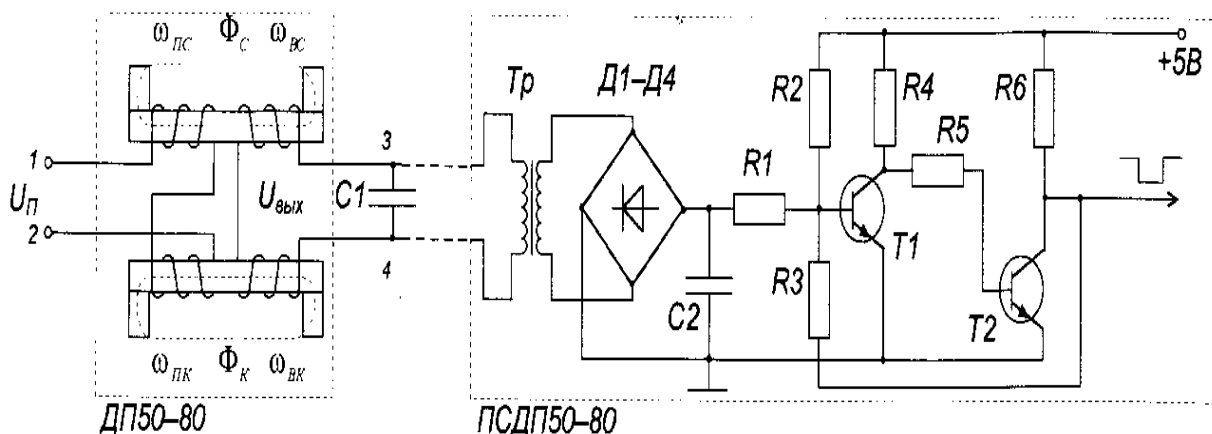 ω_ПС Φ_С ω_ВС
+5В
Тр Д1–Д4 R2 R4 R6
R5
3
1
R1
U_П U_вых C1
2
T1
4
R3
C2
T2
ω_ПК Φ_К ω_ВК
ДП50–80 ПСДП50–80